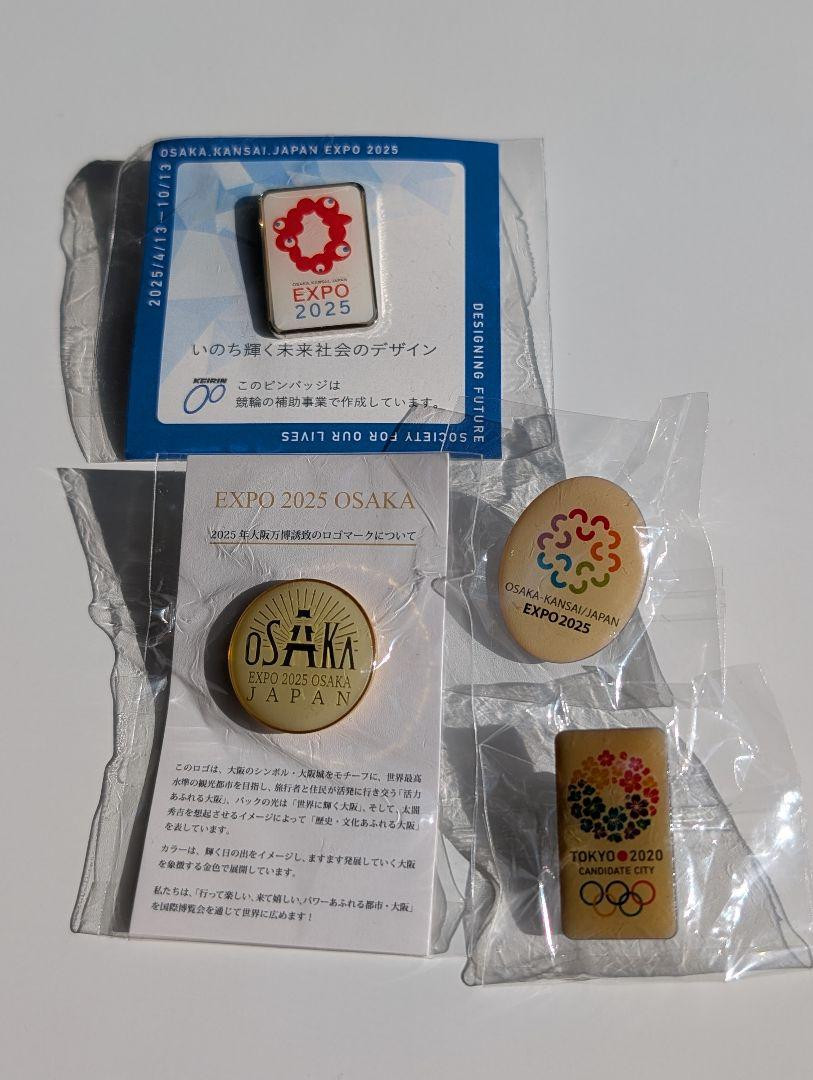 OSAKA.KANSAI.JAPAN EXPO 2025
2025/4/13－10/13
OSAKA, KANSAI, JAPAN
EXPO
2025
いのち輝く未来社会のデザイン
KEIRIN
このピンバッジは
競輪の補助事業で作成しています。
DESIGNING FUTURE
SOCIETY FOR OUR LIVES
EXPO 2025 OSAKA
2025年大阪万博誘致のロゴマークについて
OSAKA
EXPO 2025 OSAKA
JAPAN
このロゴは、大阪のシンボル・大阪城をモチーフに、世界最高
水準の観光都市を目指し、旅行者と住民が活発に行き交う「活力
あふれる大阪」、バックの光は「世界に輝く大阪」、そして、太閤
秀吉を想起させるイメージによって「歴史・文化あふれる大阪」
を表しています。
カラーは、輝く日の出をイメージし、ますます発展していく大阪
を象徴する金色で展開しています。
私たちは、「行って楽しい、来て嬉しい、パワーあふれる都市・大阪」
を国際博覧会を通じて世界に広めます！
OSAKA-KANSAI/JAPAN
EXPO2025
TOKYO●2020
CANDIDATE CITY